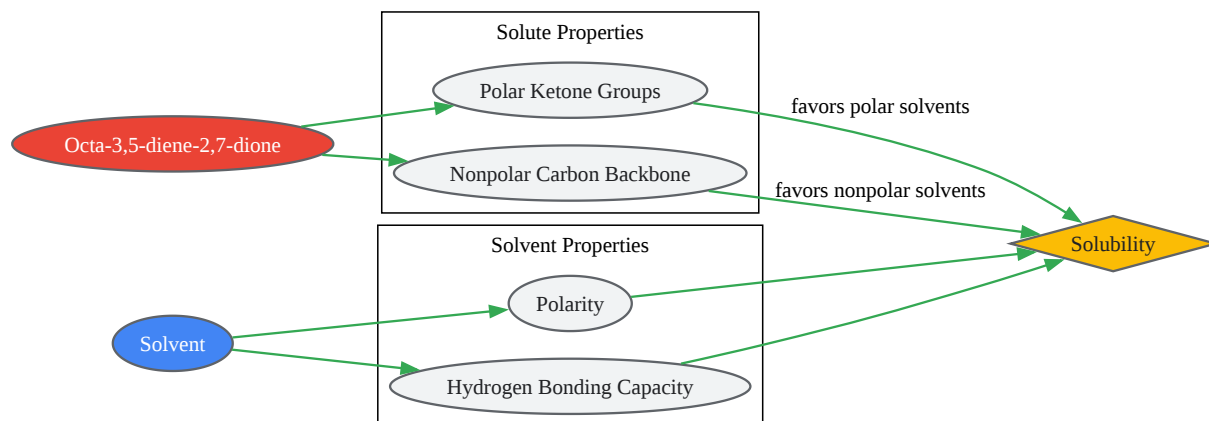 Solute Properties
Polar Ketone Groups
favors polar solvents
Octa-3,5-diene-2,7-dione
Nonpolar Carbon Backbone
favors nonpolar solvents
Solubility
Solvent Properties
Polarity
Solvent
Hydrogen Bonding Capacity